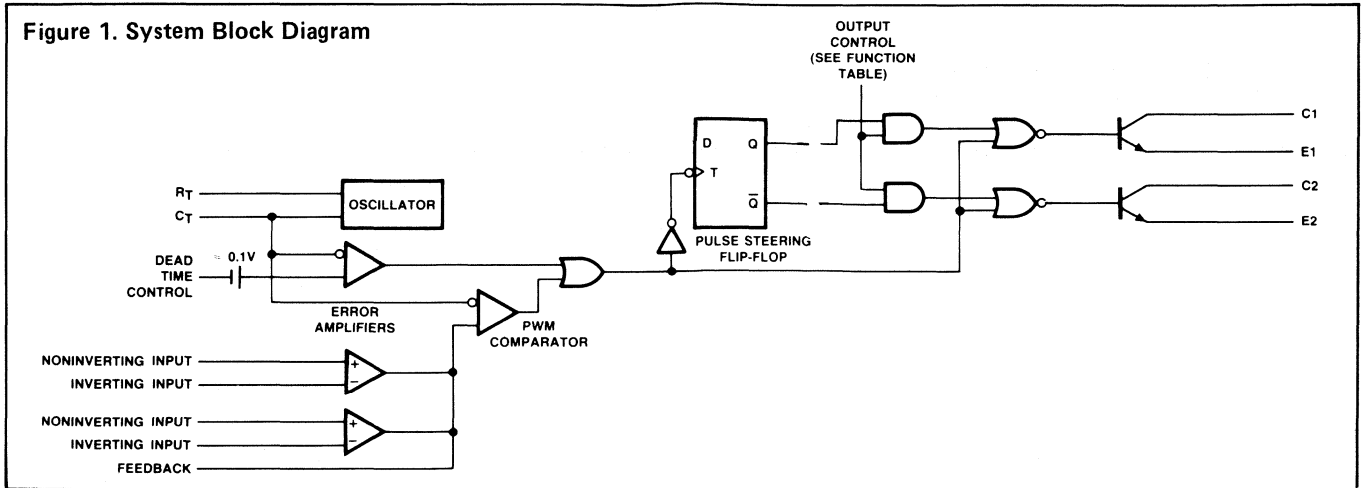 Figure 1. System Block Diagram
OUTPUT
CONTROL
(SEE FUNCTION
TABLE)
C1
E1
C2
E2
D Q
T
Q̅
PULSE STEERING
FLIP-FLOP
RT
CT
OSCILLATOR
DEAD
TIME
CONTROL
≈ 0.1V
ERROR
AMPLIFIERS
PWM
COMPARATOR
NONINVERTING INPUT
+
INVERTING INPUT
−
NONINVERTING INPUT
+
INVERTING INPUT
−
FEEDBACK